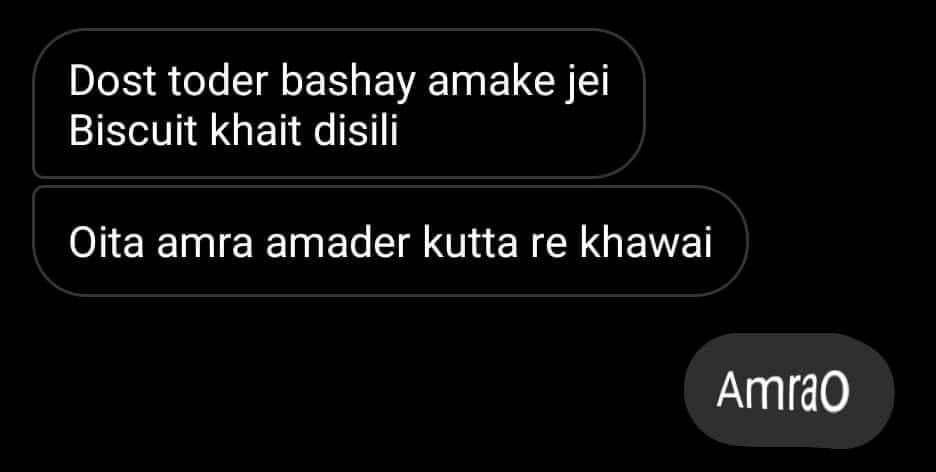 Dost toder bashay amake jei
Biscuit khait disili
Oita amra amader kutta re khawai
AmraO